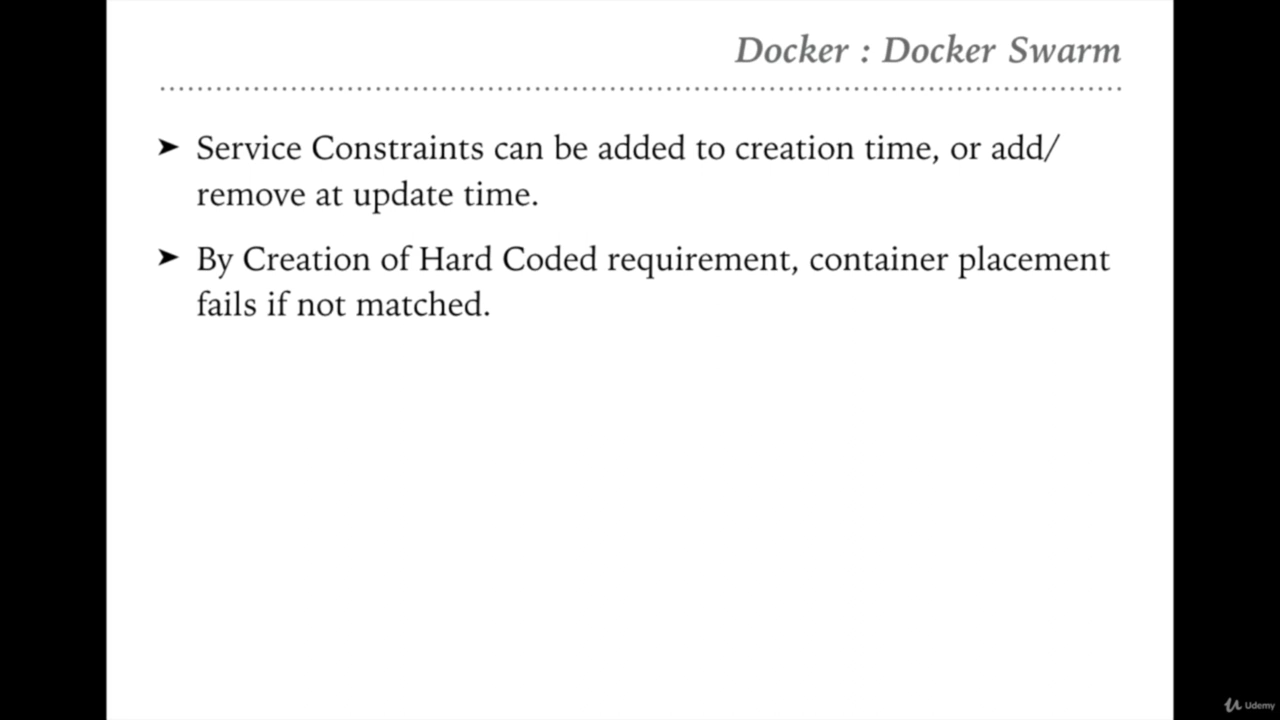 Docker : Docker Swarm
➤ Service Constraints can be added to creation time, or add/
remove at update time.
➤ By Creation of Hard Coded requirement, container placement
fails if not matched.
Udemy